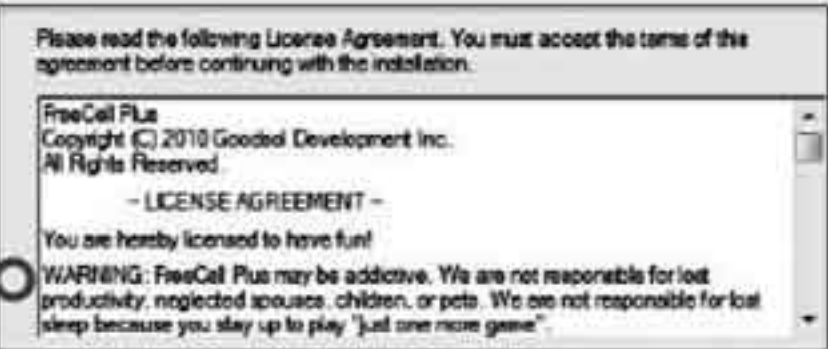 Please read the following License Agreement. You must accept the terms of this
agreement before continuing with the installation.
FreeCell Plus
Copyright (C) 2010 Goodsol Development Inc.
All Rights Reserved.
- LICENSE AGREEMENT -
You are hereby licensed to have fun!
WARNING: FreeCell Plus may be addictive. We are not responsible for lost
productivity, neglected spouses, children, or pets. We are not responsible for lost
sleep because you stay up to play "just one more game".